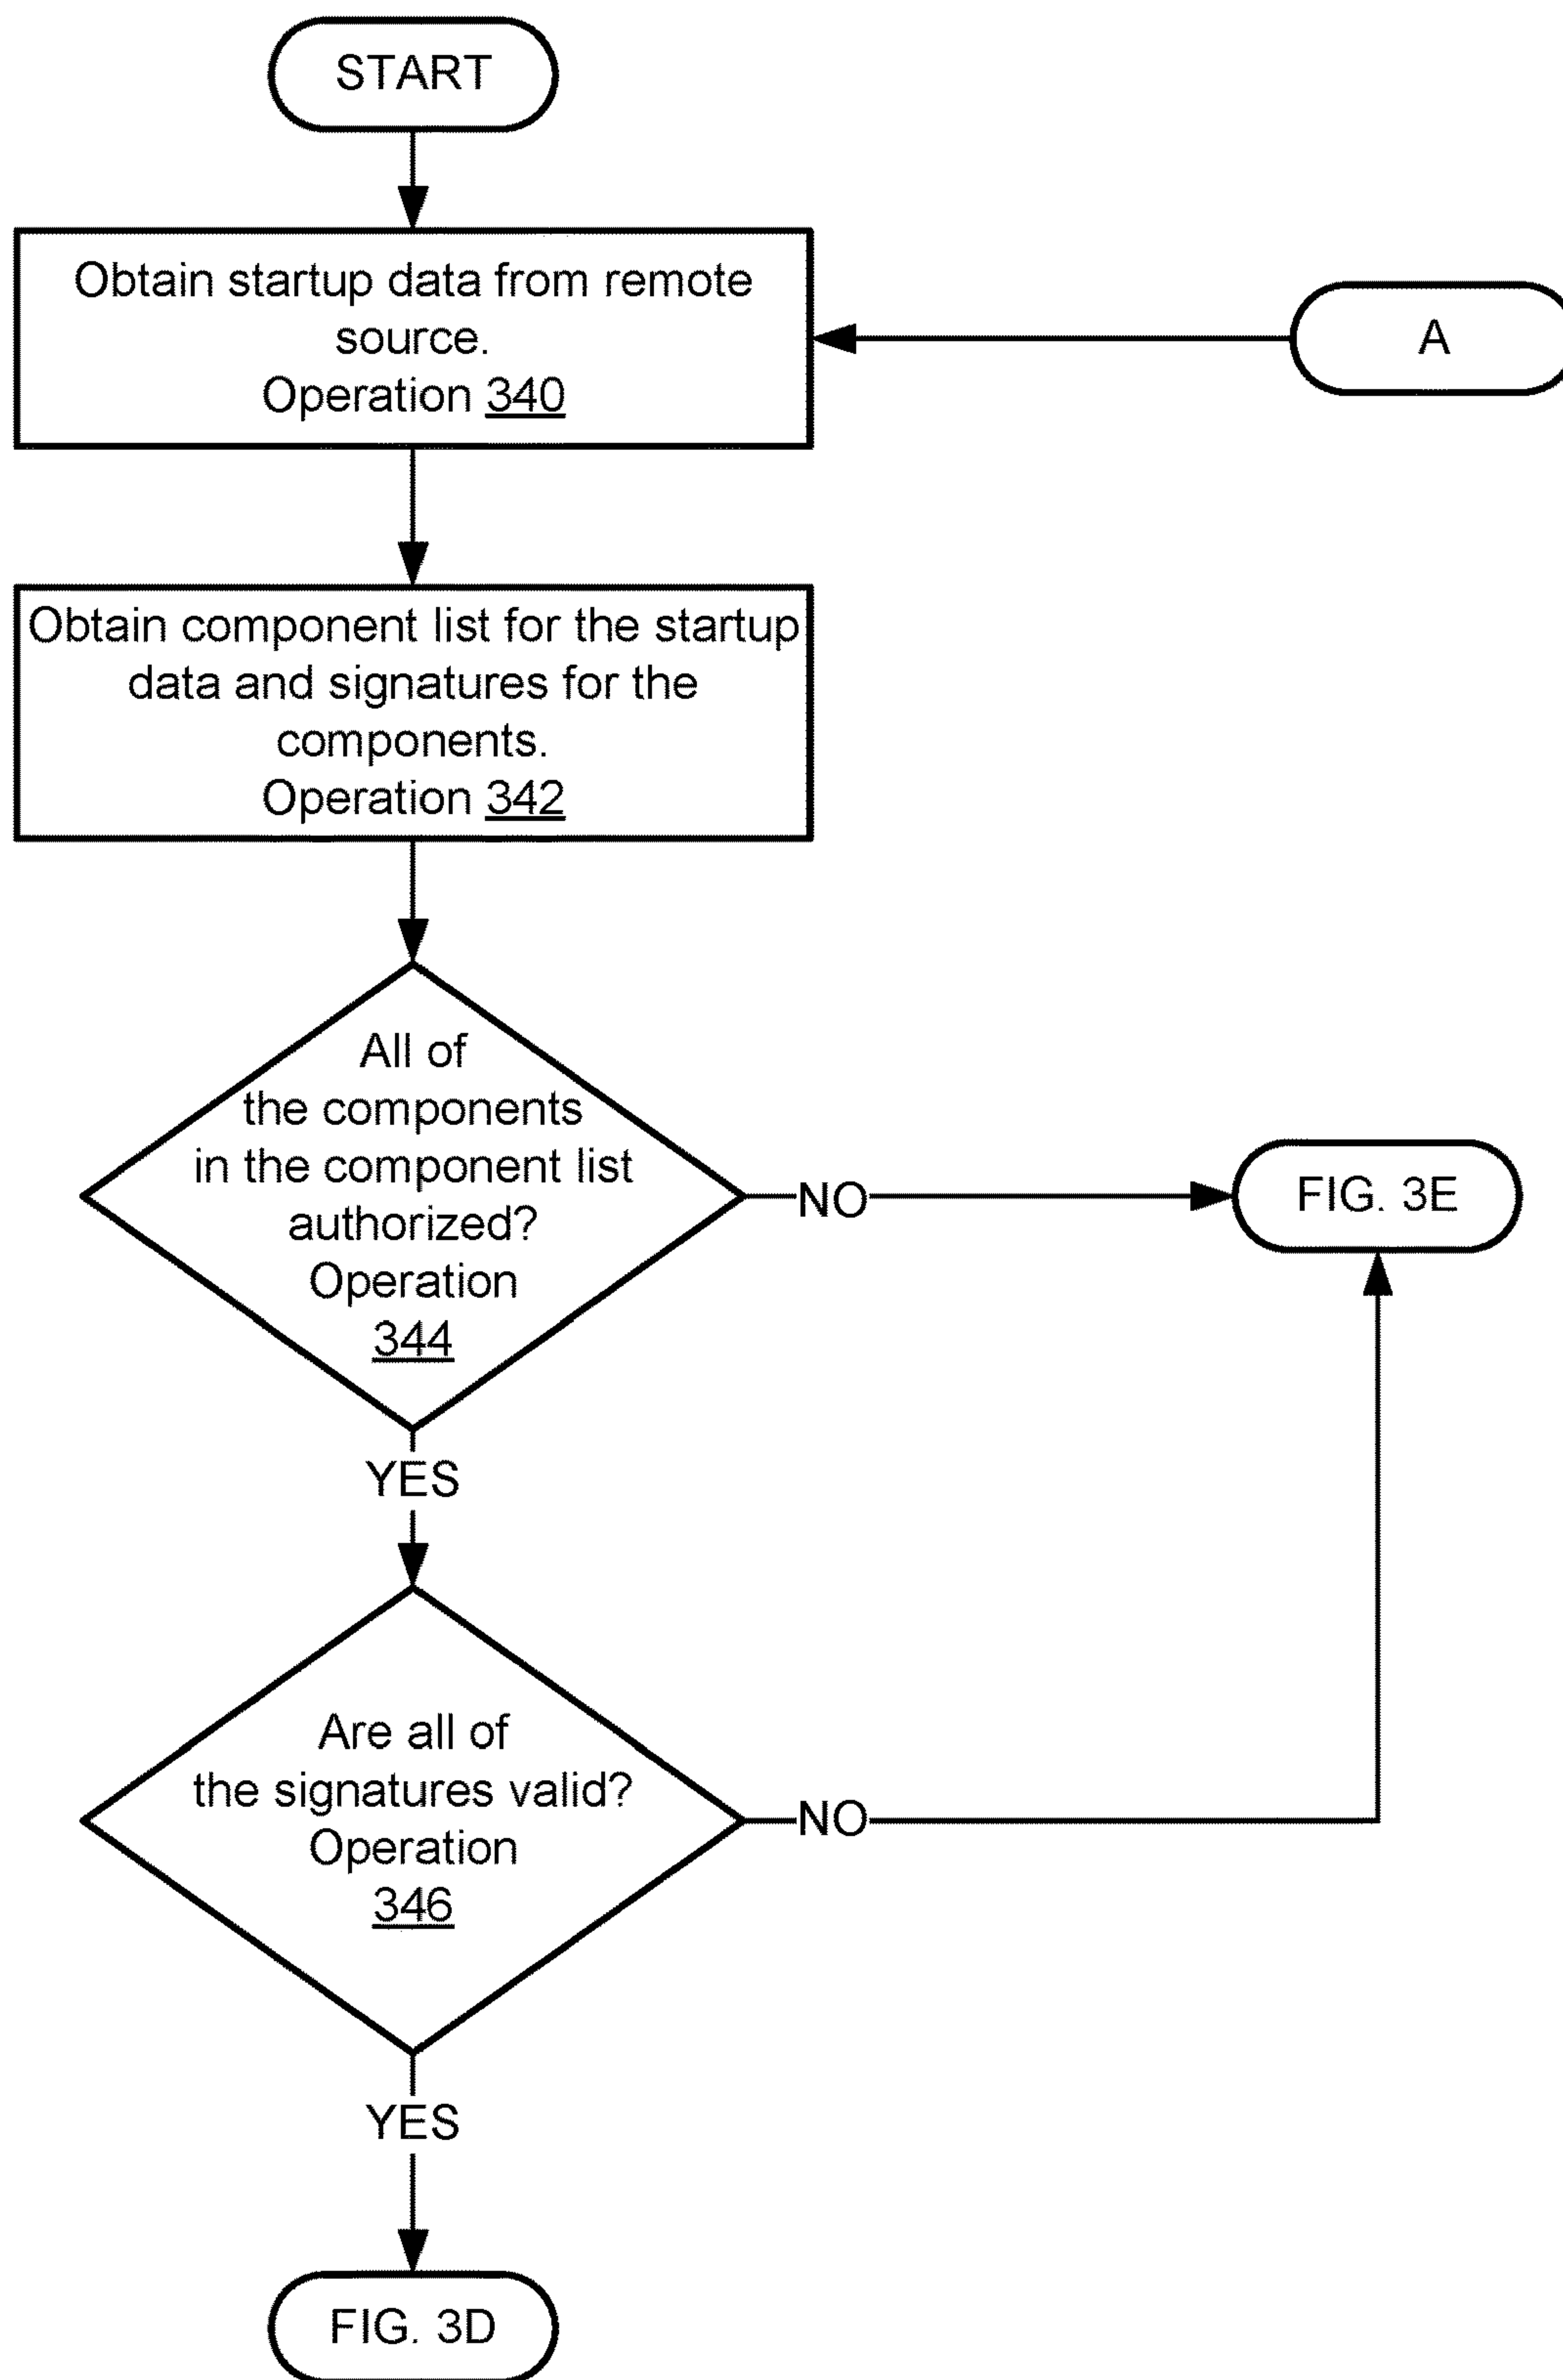 START
Obtain startup data from remote
source.
Operation 340
A
Obtain component list for the startup
data and signatures for the
components.
Operation 342
All of
the components
in the component list
authorized?
Operation
344
NO
FIG. 3E
YES
Are all of
the signatures valid?
Operation
346
NO
YES
FIG. 3D